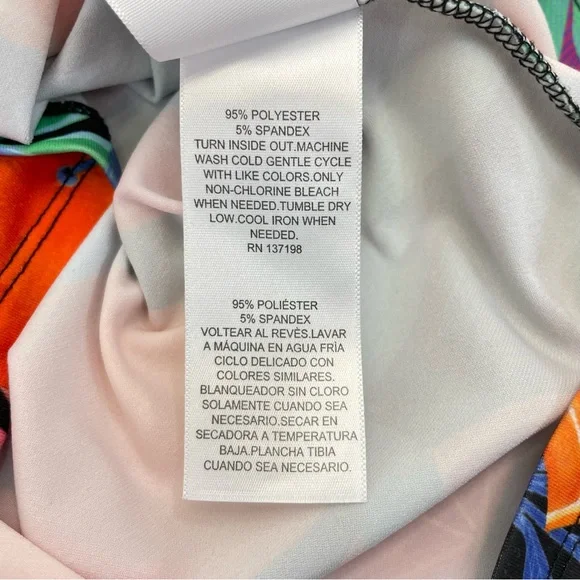 95% POLYESTER
5% SPANDEX
TURN INSIDE OUT.MACHINE
WASH COLD GENTLE CYCLE
WITH LIKE COLORS.ONLY
NON-CHLORINE BLEACH
WHEN NEEDED.TUMBLE DRY
LOW.COOL IRON WHEN
NEEDED.
RN 137198
95% POLIÉSTER
5% SPANDEX
VOLTEAR AL REVÈS.LAVAR
A MÁQUINA EN AGUA FRÌA
CICLO DELICADO CON
COLORES SIMILARES.
BLANQUEADOR SIN CLORO
SOLAMENTE CUANDO SEA
NECESARIO.SECAR EN
SECADORA A TEMPERATURA
BAJA.PLANCHA TIBIA
CUANDO SEA NECESARIO.